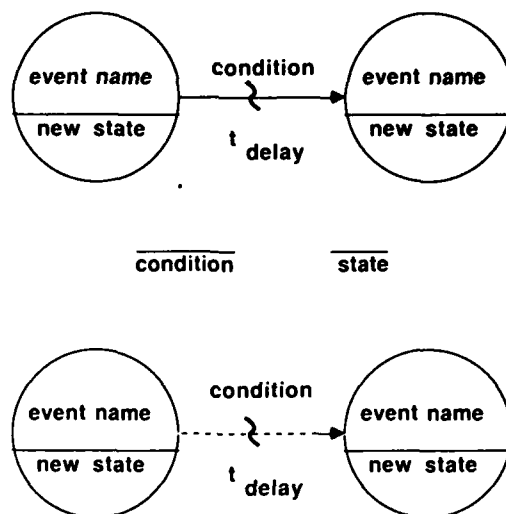 condition
event name event name
new state new state
t delay
condition state
condition
event name event name
new state new state
t delay